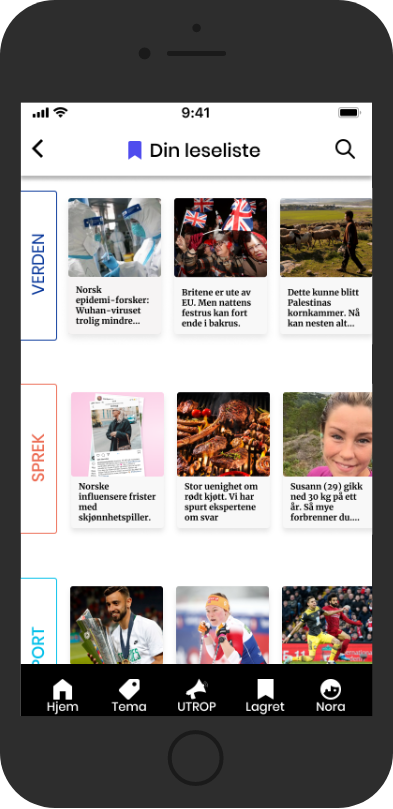 9:41
Din leseliste
VERDEN
Norsk
epidemi-forsker:
Wuhan-viruset
trolig mindre...
Britene er ute av
EU. Men nattens
festrus kan fort
ende i bakrus.
Dette kunne blitt
Palestinas
kornkammer. Nå
kan nesten alt...
SPREK
Norske
influensere frister
med
skjønnhetspiller.
Stor uenighet om
rødt kjøtt. Vi har
spurt ekspertene
om svar
Susann (29) gikk
ned 30 kg på ett
år. Så mye
forbrenner du....
PORT
Hjem
Tema
UTROP
Lagret
Nora